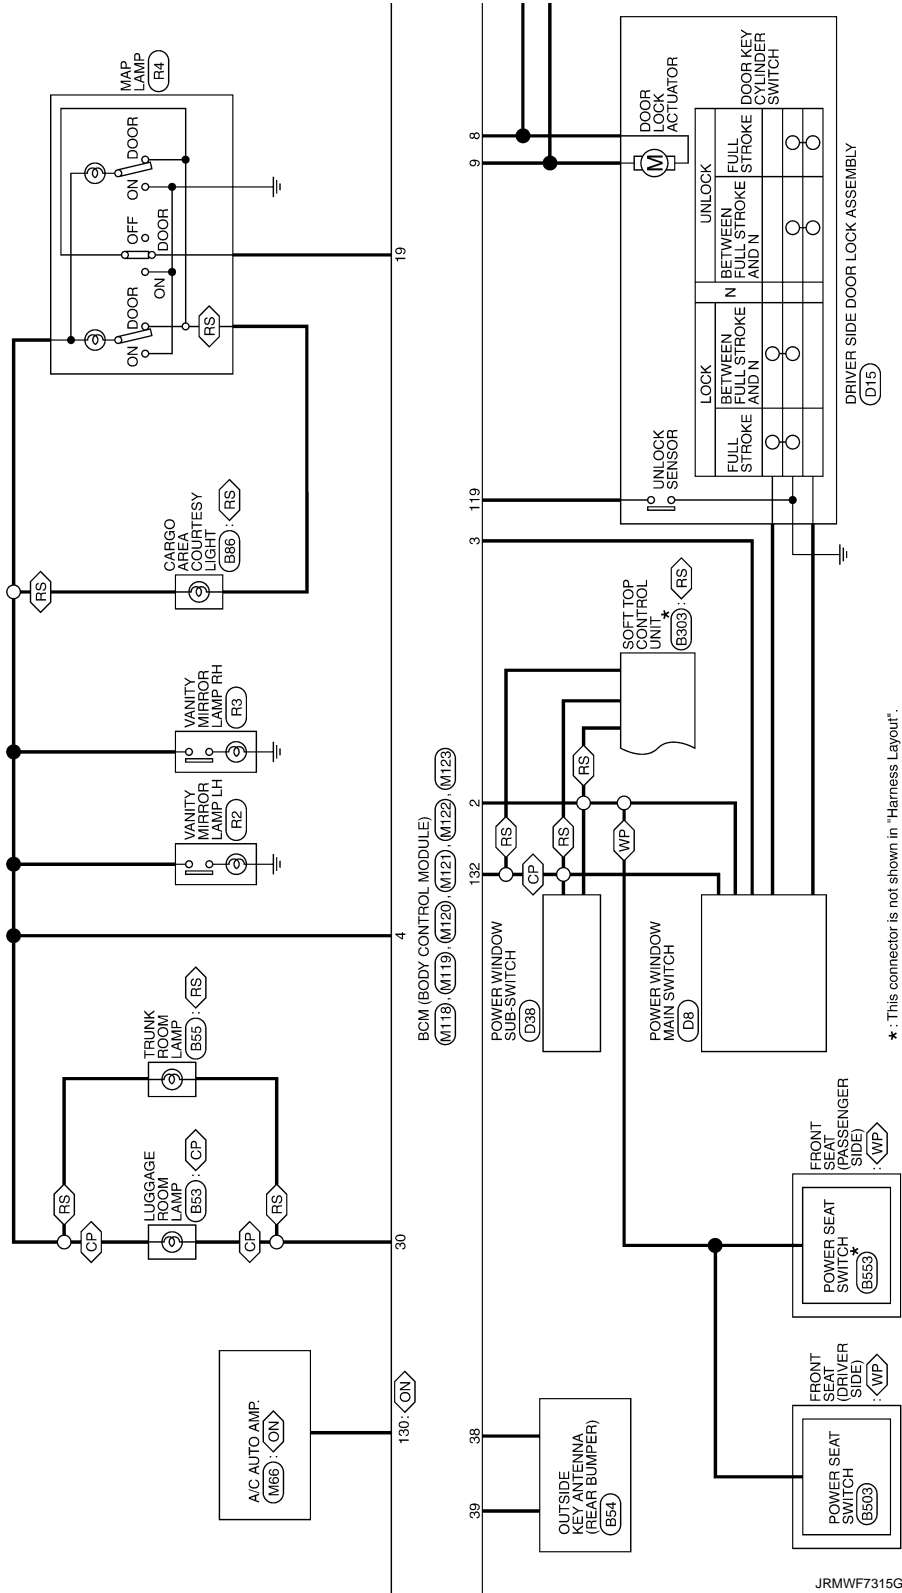 A/C AUTO AMP.
M66 : ON
130 : ON
LUGGAGE
ROOM
LAMP
B53 : CP
CP
CP
RS
RS
30
TRUNK
ROOM
LAMP
B55 : RS
4
VANITY
MIRROR
LAMP LH
R2
VANITY
MIRROR
LAMP RH
R3
RS
CARGO
AREA
COURTESY
LIGHT
B86 : RS
MAP
LAMP
R4
ON
DOOR
ON
DOOR
OFF
ON
DOOR
RS
19
BCM (BODY CONTROL MODULE)
M118 , M119 , M120 , M121 , M122 , M123
39
38
132
2
3
119
9
8
OUTSIDE
KEY ANTENNA
(REAR BUMPER)
B54
POWER WINDOW
SUB-SWITCH
D38
CP
RS
RS
RS
WP
SOFT TOP
CONTROL
UNIT *
B303 : RS
POWER WINDOW
MAIN SWITCH
D8
UNLOCK
SENSOR
DOOR
LOCK
ACTUATOR
M
LOCK
N
UNLOCK
FULL
STROKE
BETWEEN
FULL STROKE
AND N
BETWEEN
FULL STROKE
AND N
FULL
STROKE
DOOR KEY
CYLINDER
SWITCH
DRIVER SIDE DOOR LOCK ASSEMBLY
D15
FRONT
SEAT
(DRIVER
SIDE)
: WP
POWER SEAT
SWITCH
B503
FRONT
SEAT
(PASSENGER
SIDE)
: WP
POWER SEAT
SWITCH *
B553
* : This connector is not shown in "Harness Layout".
JRMWF7315G